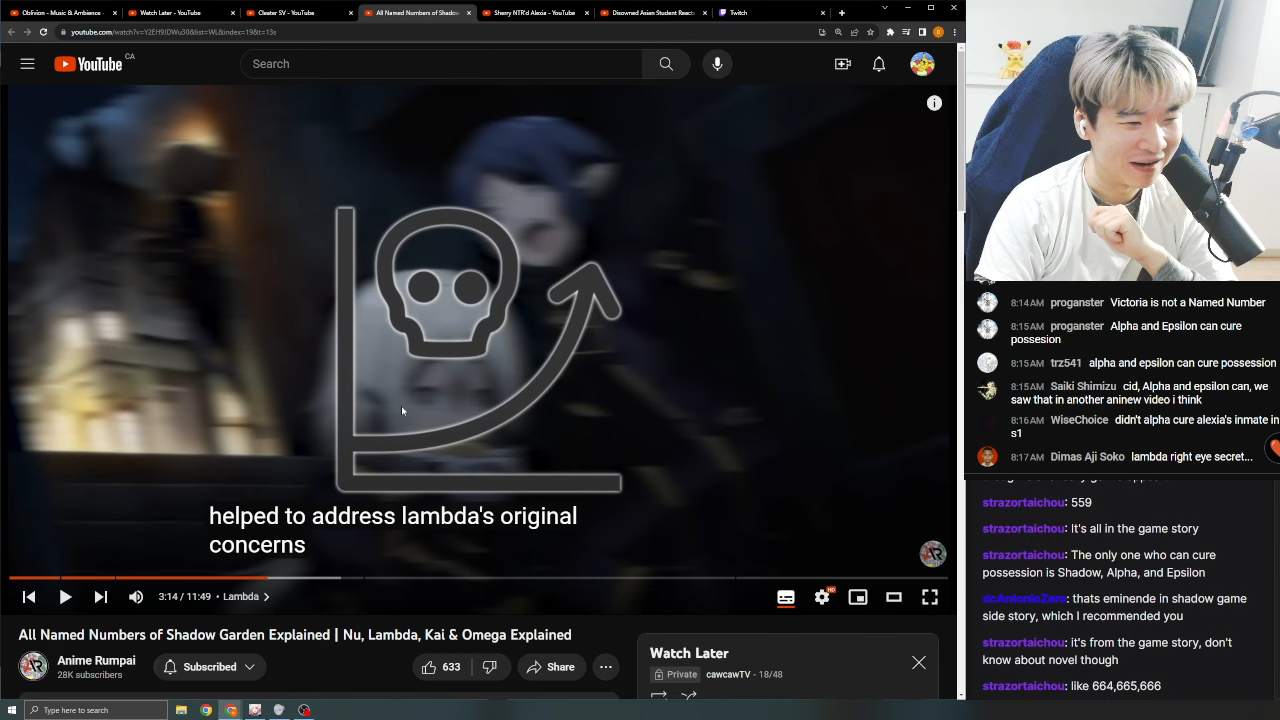 Oblivion - Music & Ambience -
Watch Later - YouTube
Cleater SV - YouTube
All Named Numbers of Shadow
Sherry NTR'd Alexia - YouTube
Disowned Asian Student Reacts
Twitch
youtube.com/watch?v=Y2EH9JDWu30&list=WL&index=19&t=13s
YouTube CA
Search
helped to address lambda's original
concerns
AR
3:14 / 11:49 • Lambda
HD
All Named Numbers of Shadow Garden Explained | Nu, Lambda, Kai & Omega Explained
AR
Anime Rumpai
28K subscribers
Subscribed
633
Share
Watch Later
Private cawcawTV - 18/48
Type here to search
8:14AM proganster Victoria is not a Named Number
8:15AM proganster Alpha and Epsilon can cure
possesion
8:15AM trz541 alpha and epsilon can cure possession
8:15AM Saiki Shimizu cid, Alpha and epsilon can, we
saw that in another aninew video i think
8:16AM WiseChoice didn't alpha cure alexia's inmate in
s1
8:17AM Dimas Aji Soko lambda right eye secret...
strazortaichou: 559
strazortaichou: It's all in the game story
strazortaichou: The only one who can cure
possession is Shadow, Alpha, and Epsilon
dcAntonioZero: thats eminende in shadow game
side story, which I recommended you
strazortaichou: it's from the game story, don't
know about novel though
strazortaichou: like 664,665,666